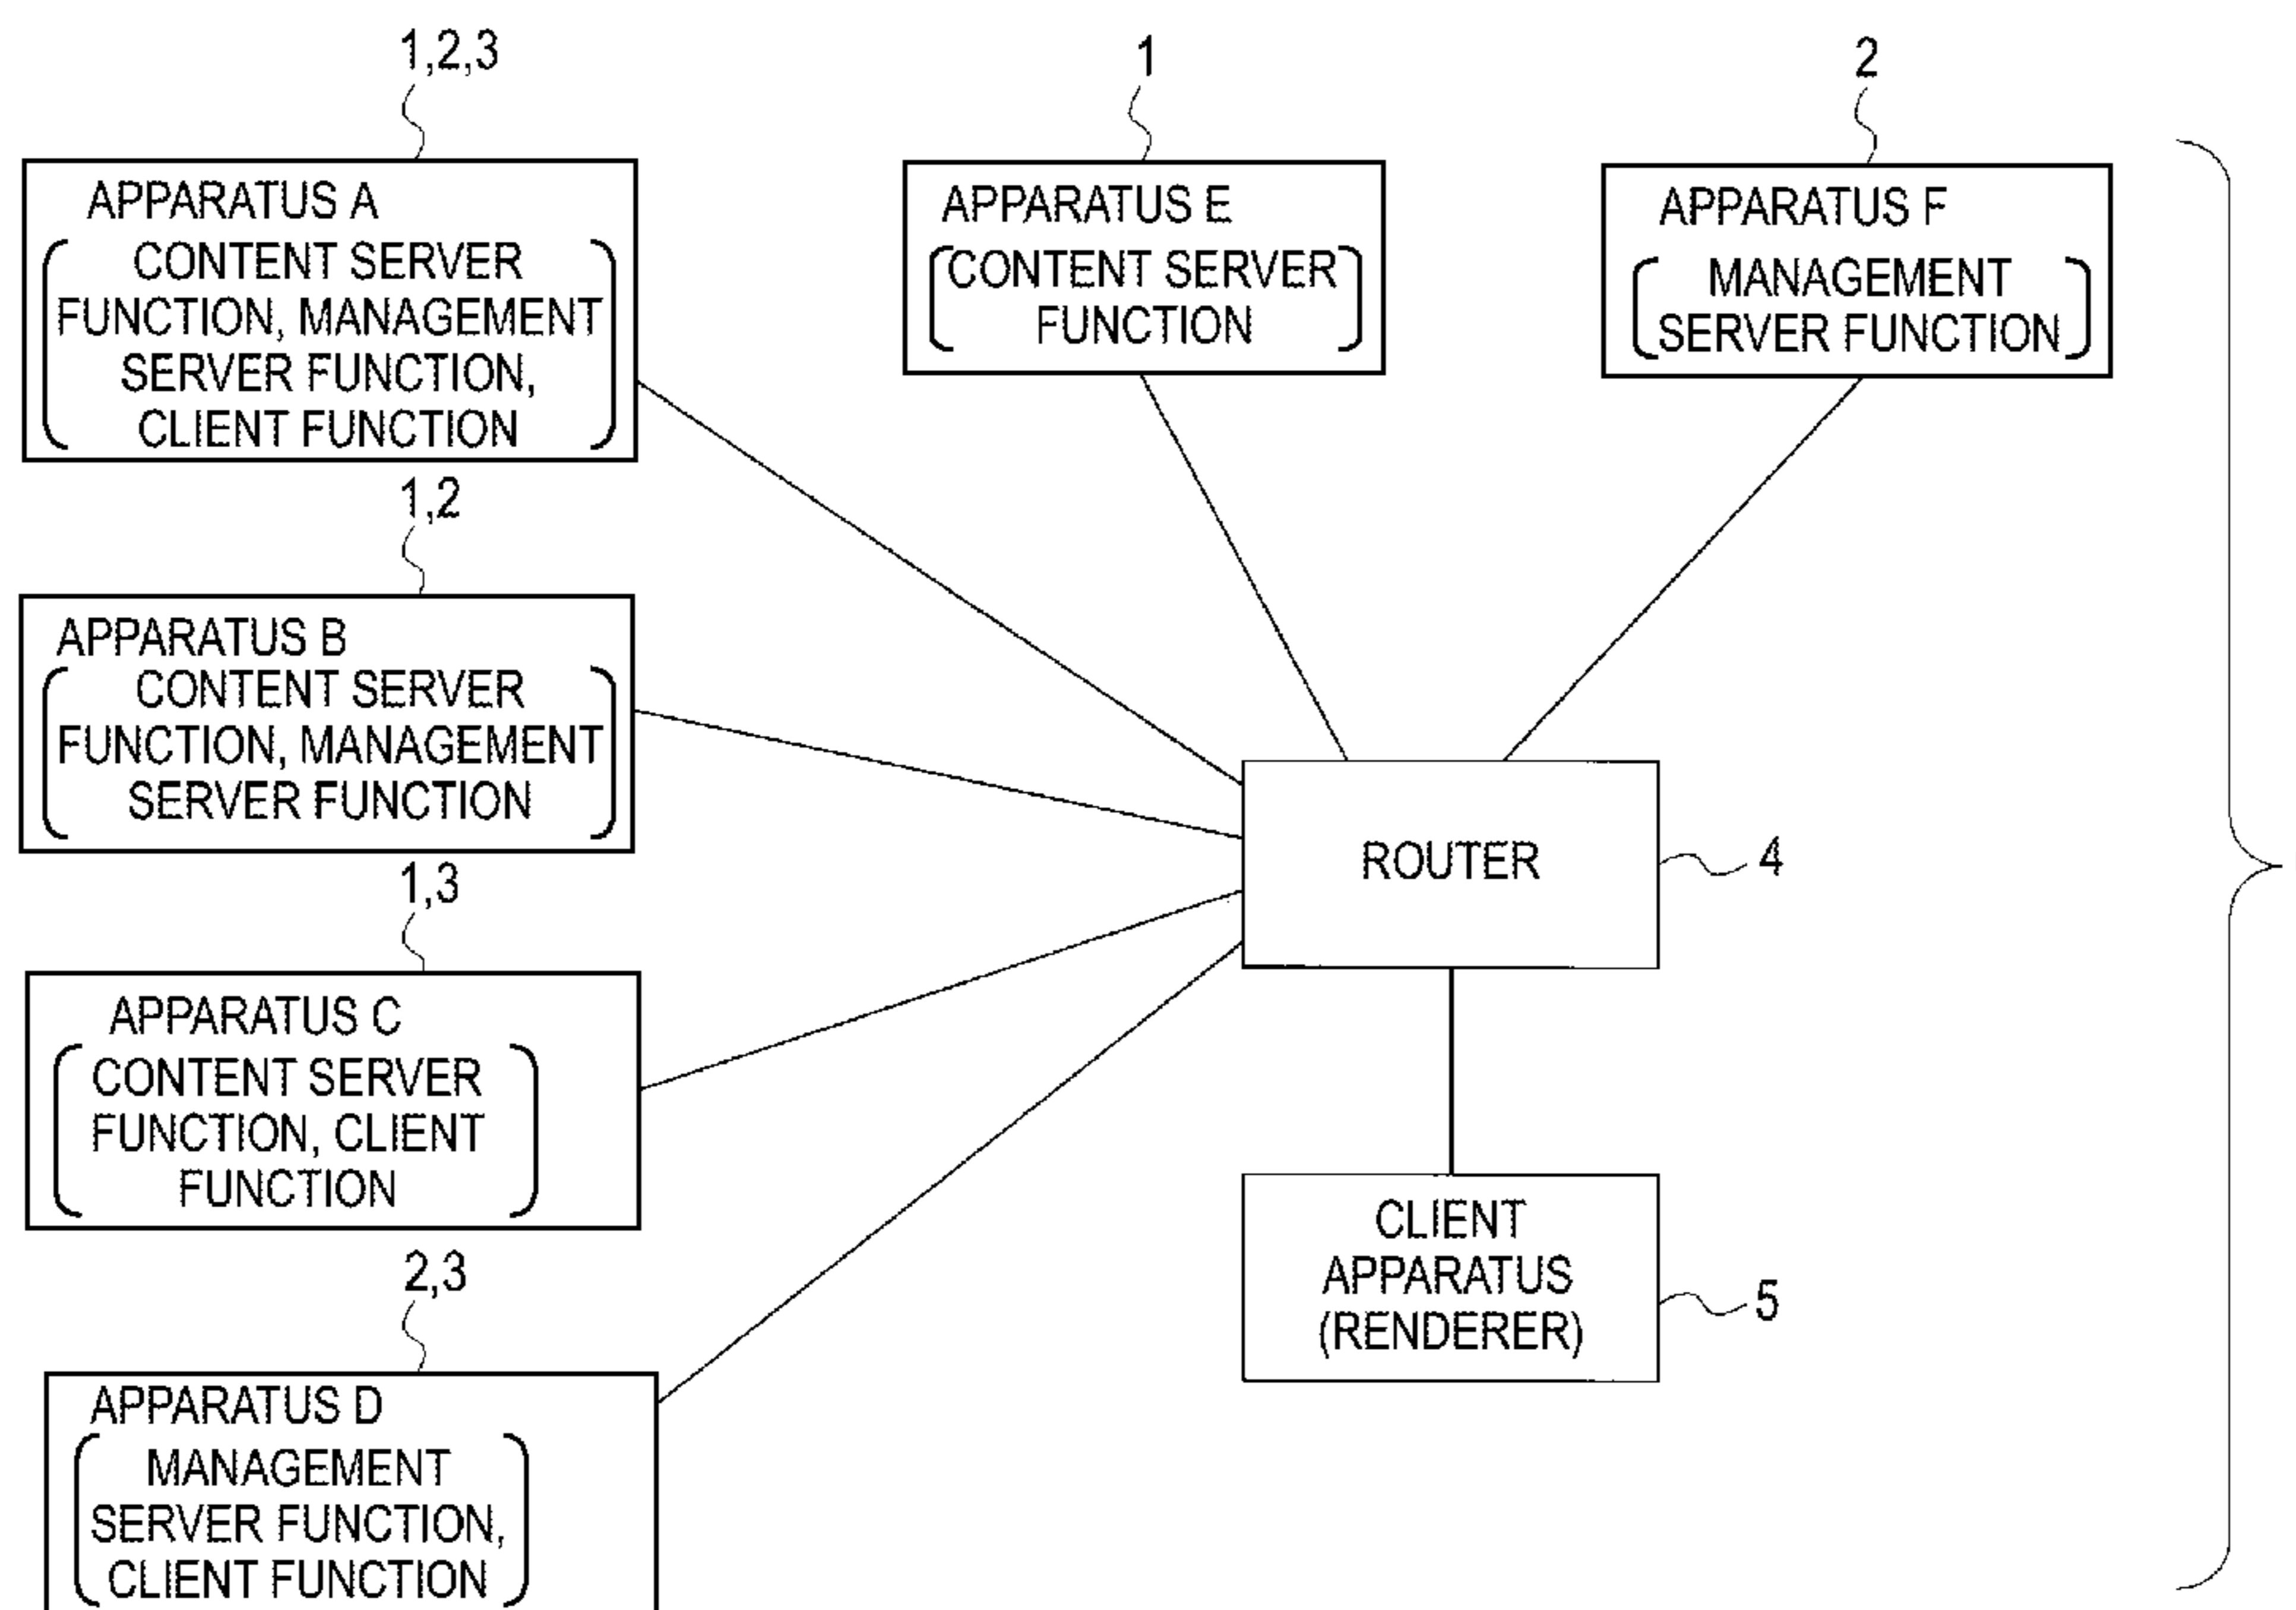 1,2,3
APPARATUS A
CONTENT SERVER
FUNCTION, MANAGEMENT
SERVER FUNCTION,
CLIENT FUNCTION
1
APPARATUS E
CONTENT SERVER
FUNCTION
2
APPARATUS F
MANAGEMENT
SERVER FUNCTION
1,2
APPARATUS B
CONTENT SERVER
FUNCTION, MANAGEMENT
SERVER FUNCTION
ROUTER
4
1,3
APPARATUS C
CONTENT SERVER
FUNCTION, CLIENT
FUNCTION
CLIENT
APPARATUS
(RENDERER)
5
2,3
APPARATUS D
MANAGEMENT
SERVER FUNCTION,
CLIENT FUNCTION